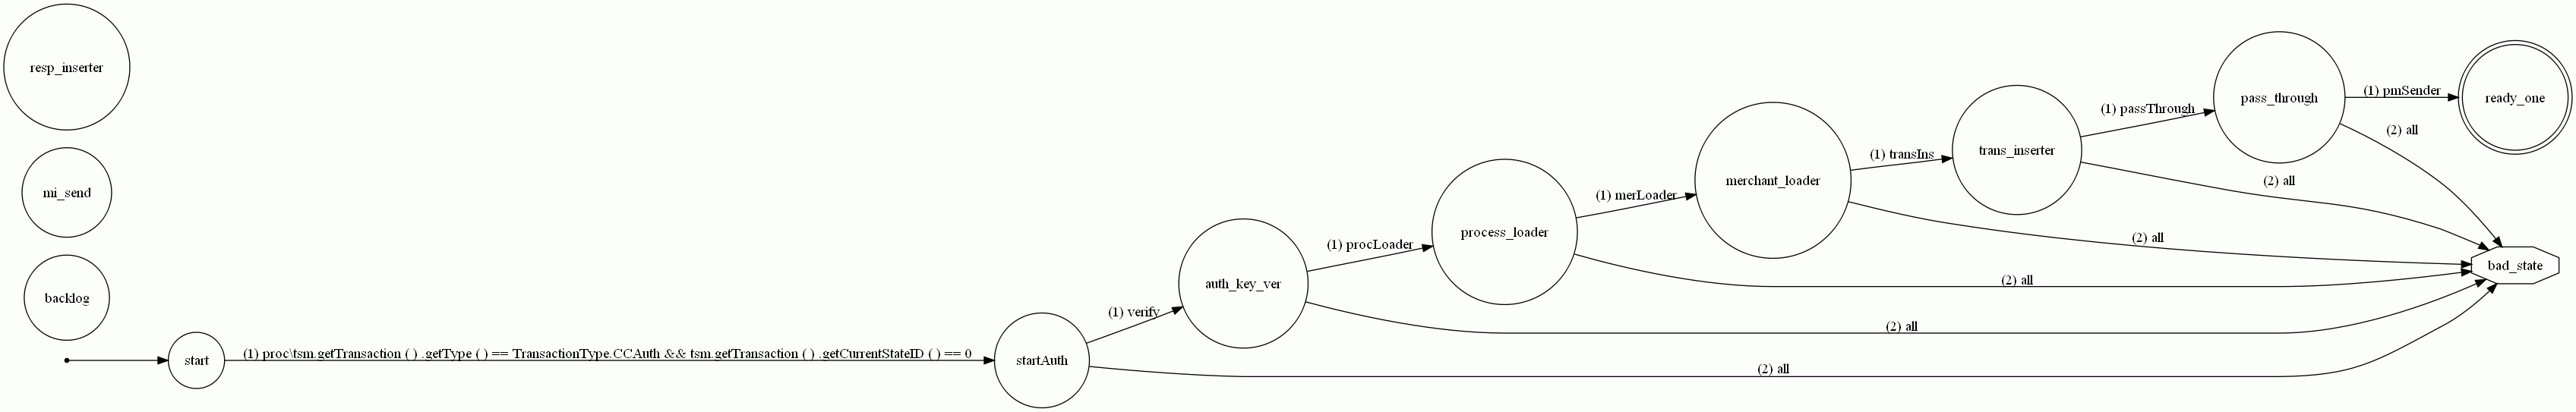 resp_inserter
mi_send
backlog
start
(1) proc\tsm.getTransaction ( ) .getType ( ) == TransactionType.CCAuth && tsm.getTransaction ( ) .getCurrentStateID ( ) == 0
startAuth
(1) verify
(2) all
auth_key_ver
(1) procLoader
(2) all
process_loader
(1) merLoader
(2) all
merchant_loader
(1) transIns
(2) all
trans_inserter
(1) passThrough
(2) all
pass_through
(1) pmSender
(2) all
ready_one
bad_state